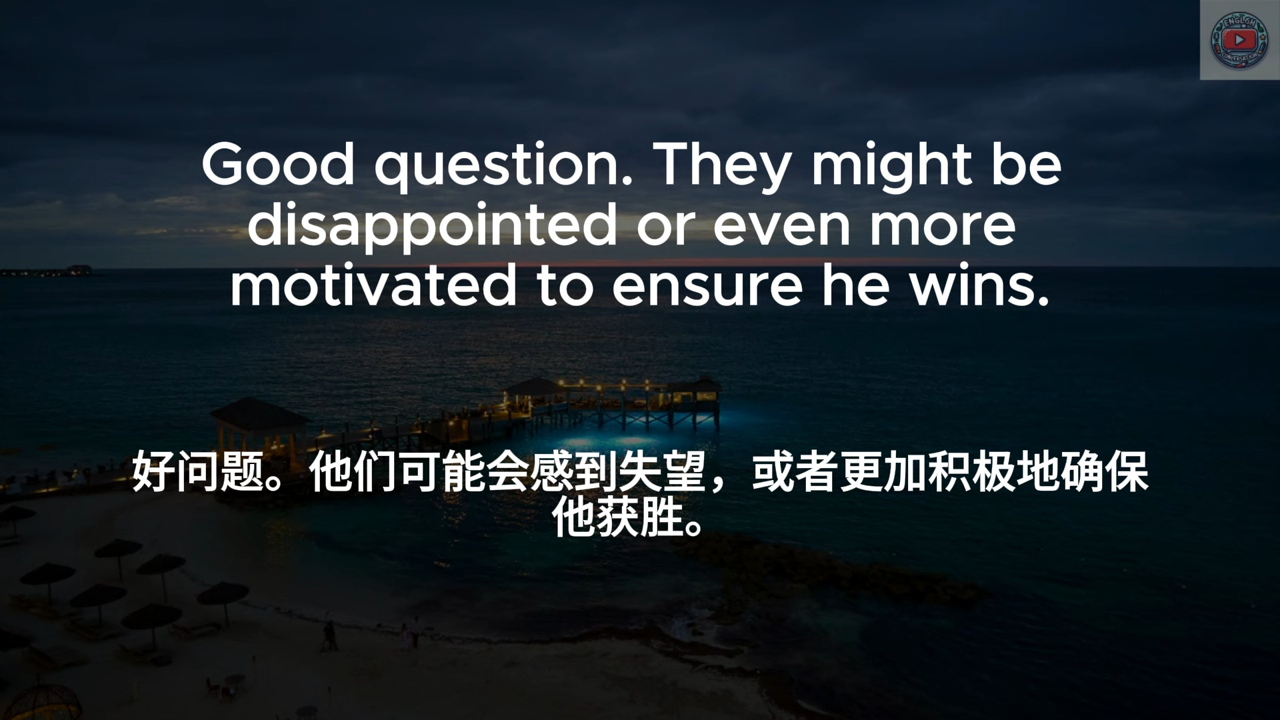 Good question. They might be
disappointed or even more
motivated to ensure he wins.
好问题。他们可能会感到失望，或者更加积极地确保
他获胜。